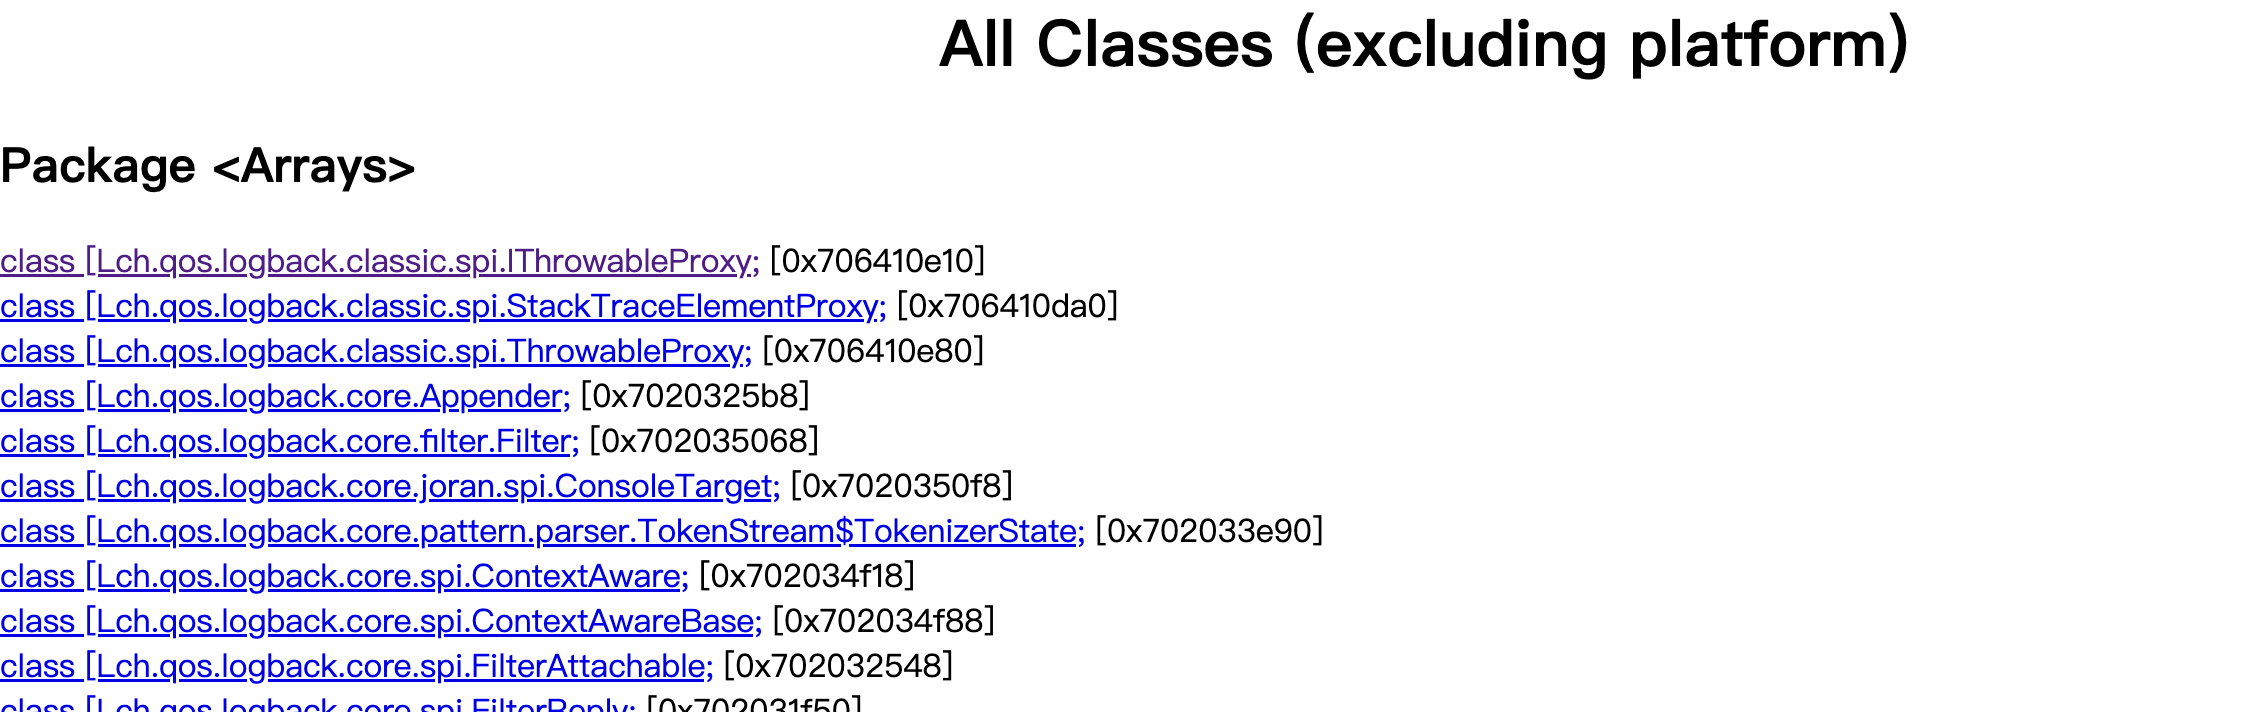 All Classes (excluding platform)
Package <Arrays>
class [Lch.qos.logback.classic.spi.IThrowableProxy; [0x706410e10]
class [Lch.qos.logback.classic.spi.StackTraceElementProxy; [0x706410da0]
class [Lch.qos.logback.classic.spi.ThrowableProxy; [0x706410e80]
class [Lch.qos.logback.core.Appender; [0x7020325b8]
class [Lch.qos.logback.core.filter.Filter; [0x702035068]
class [Lch.qos.logback.core.joran.spi.ConsoleTarget; [0x7020350f8]
class [Lch.qos.logback.core.pattern.parser.TokenStream$TokenizerState; [0x702033e90]
class [Lch.qos.logback.core.spi.ContextAware; [0x702034f18]
class [Lch.qos.logback.core.spi.ContextAwareBase; [0x702034f88]
class [Lch.qos.logback.core.spi.FilterAttachable; [0x702032548]
class [Lch.qos.logback.core.spi.FilterReply; [0x702031f50]